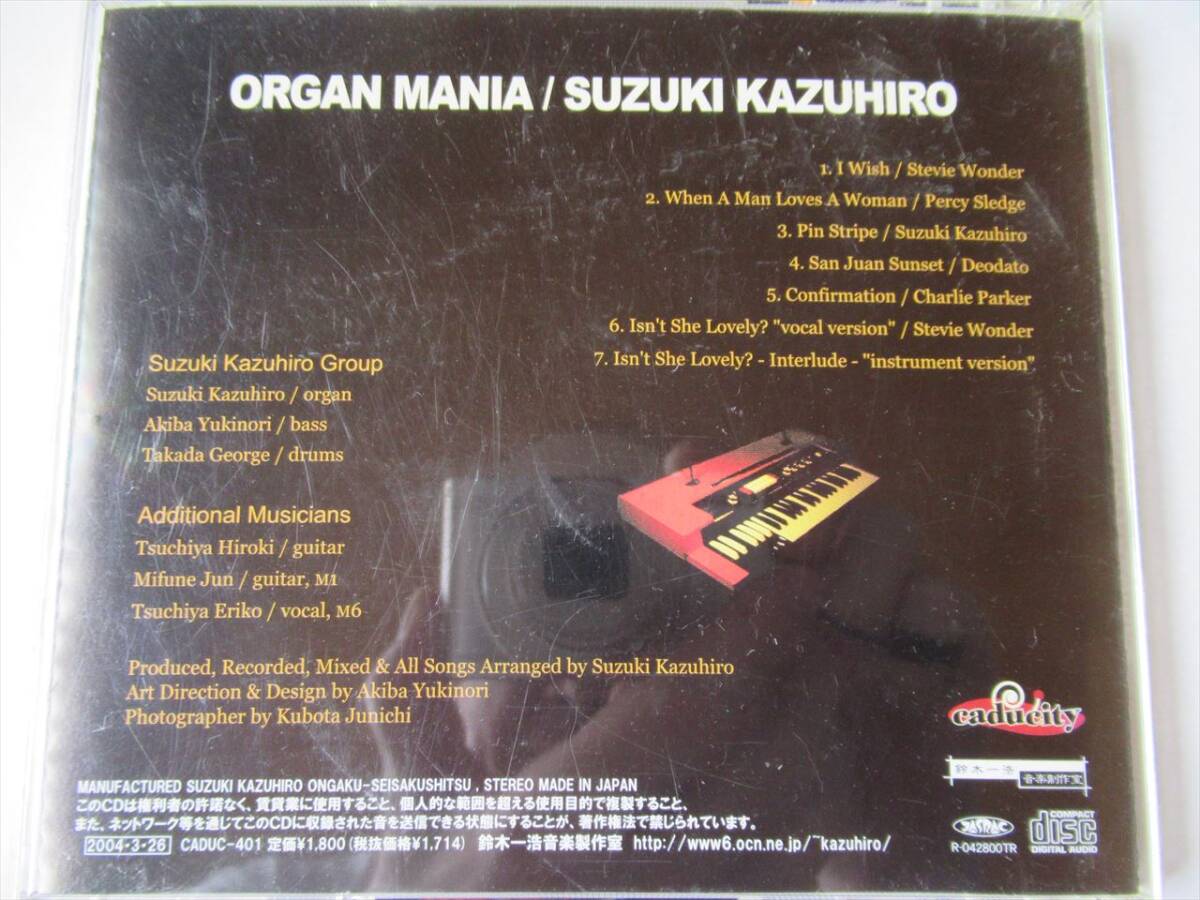 ORGAN MANIA / SUZUKI KAZUHIRO
1. I Wish / Stevie Wonder
2. When A Man Loves A Woman / Percy Sledge
3. Pin Stripe / Suzuki Kazuhiro
4. San Juan Sunset / Deodato
5. Confirmation / Charlie Parker
6. Isn't She Lovely? "vocal version" / Stevie Wonder
7. Isn't She Lovely? - Interlude - "instrument version"
Suzuki Kazuhiro Group
Suzuki Kazuhiro / organ
Akiba Yukinori / bass
Takada George / drums
Additional Musicians
Tsuchiya Hiroki / guitar
Mifune Jun / guitar, M1
Tsuchiya Eriko / vocal, M6
Produced, Recorded, Mixed & All Songs Arranged by Suzuki Kazuhiro
Art Direction & Design by Akiba Yukinori
Photographer by Kubota Junichi
caducity
鈴木一浩
音楽製作室
MANUFACTURED SUZUKI KAZUHIRO ONGAKU-SEISAKUSHITSU , STEREO MADE IN JAPAN
このCDは権利者の許諾なく、賃貸業に使用すること、個人的な範囲を超える使用目的で複製すること、
また、ネットワーク等を通じてこのCDに収録された音を送信できる状態にすることが、著作権法で禁じられています。
2004-3-26 CADUC-401 定価¥1,800(税抜価格¥1,714) 鈴木一浩音楽製作室 http://www6.ocn.ne.jp/~kazuhiro/
JASRAC
R-042800TR
COMPACT
disc
DIGITAL AUDIO